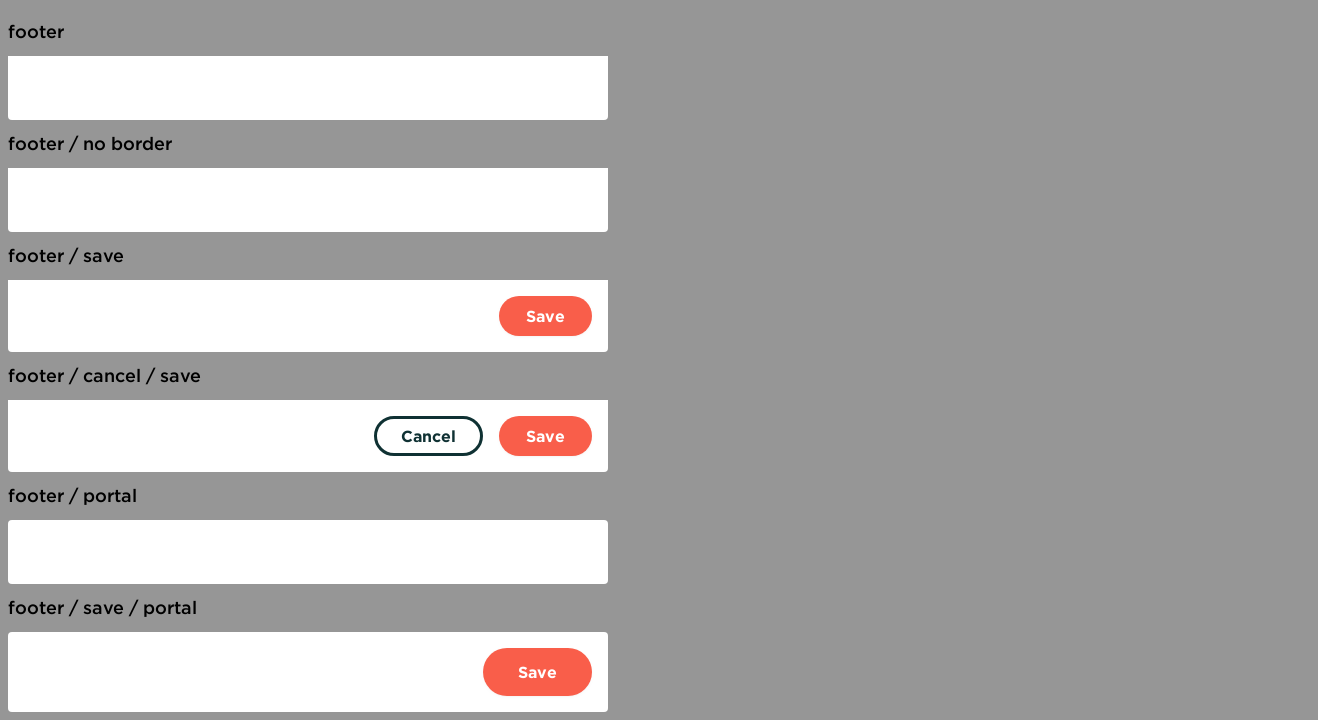 footer
footer / no border
footer / save
Save
footer / cancel / save
Cancel Save
footer / portal
footer / save / portal
Save